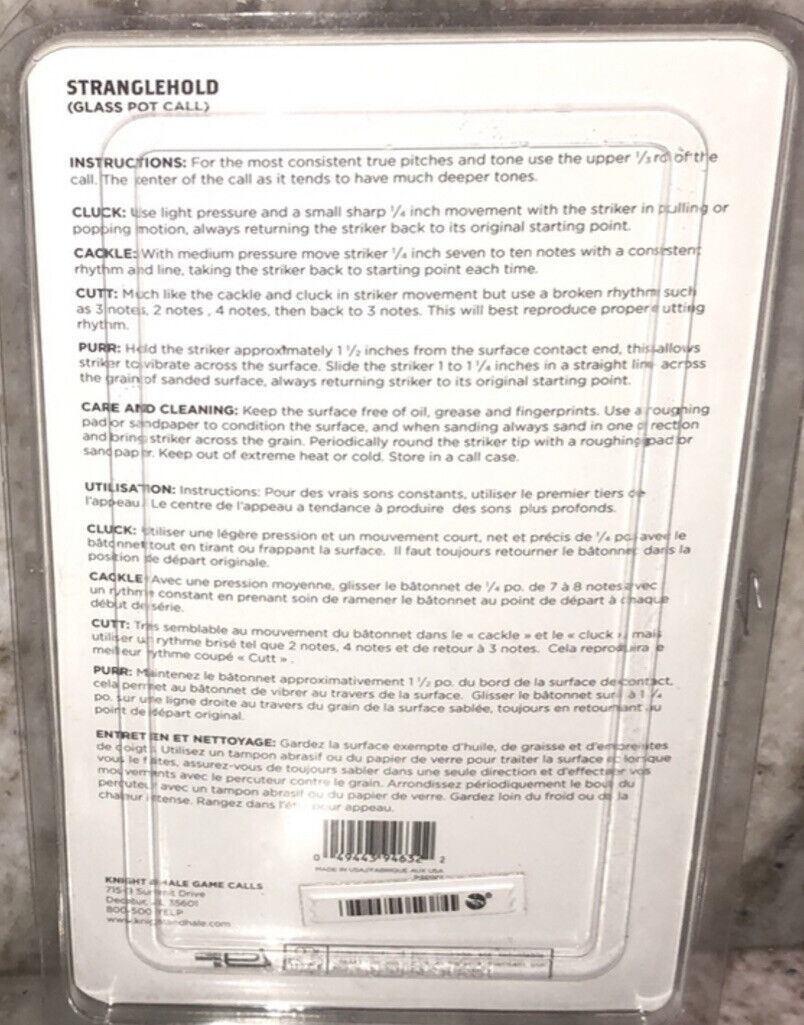 STRANGLEHOLD
(GLASS POT CALL)
INSTRUCTIONS: For the most consistent true pitches and tone use the upper 1/3rd of the
call. The center of the call as it tends to have much deeper tones.
CLUCK: Use light pressure and a small sharp 1/4 inch movement with the striker in pulling or
popping motion, always returning the striker back to its original starting point.
CACKLE: With medium pressure move striker 1/4 inch seven to ten notes with a consistent
rhythm and line, taking the striker back to starting point each time.
CUTT: Much like the cackle and cluck in striker movement but use a broken rhythm such
as 3 notes, 2 notes , 4 notes, then back to 3 notes. This will best reproduce proper cutting
rhythm.
PURR: Hold the striker approximately 1 1/2 inches from the surface contact end, this allows
striker to vibrate across the surface. Slide the striker 1 to 1 1/4 inches in a straight line across
the grain of sanded surface, always returning striker to its original starting point.
CARE AND CLEANING: Keep the surface free of oil, grease and fingerprints. Use a roughing
pad or sandpaper to condition the surface, and when sanding always sand in one direction
and bring striker across the grain. Periodically round the striker tip with a roughing pad or
sandpaper. Keep out of extreme heat or cold. Store in a call case.
UTILISATION: Instructions: Pour des vrais sons constants, utiliser le premier tiers de
l'appeau. Le centre de l'appeau a tendance à produire des sons plus profonds.
CLUCK: Utiliser une légère pression et un mouvement court, net et précis de 1/4 po. avec le
bâtonnet tout en tirant ou frappant la surface. Il faut toujours retourner le bâtonnet dans la
position de départ originale.
CACKLE Avec une pression moyenne, glisser le bâtonnet de 1/4 po. de 7 à 8 notes avec
un rythme constant en prenant soin de ramener le bâtonnet au point de départ à chaque
début de série.
CUTT: Très semblable au mouvement du bâtonnet dans le « cackle » et le « cluck », mais
utiliser un rythme brisé tel que 2 notes, 4 notes et de retour à 3 notes. Cela reproduira le
meilleur rythme coupé « Cutt » .
PURR: Maintenez le bâtonnet approximativement 1 1/2 po. du bord de la surface de contact,
cela permet au bâtonnet de vibrer au travers de la surface. Glisser le bâtonnet sur à 1 1/4
po. sur une ligne droite au travers du grain de la surface sablée, toujours en retournant au
point de départ original.
ENTRETIEN ET NETTOYAGE: Gardez la surface exempte d'huile, de graisse et d'empreintes
de doigt. Utilisez un tampon abrasif ou du papier de verre pour traiter la surface et lorsque
vous le faites, assurez-vous de toujours sabler dans une seule direction et d'effectuer vos
mouvements avec le percuteur contre le grain. Arrondissez périodiquement le bout du
percuteur avec un tampon abrasif ou du papier de verre. Gardez loin du froid ou de la
chaleur intense. Rangez dans l'étui pour appeau.
0 49443 94632 2
MADE IN USA/FABRIQUE AUX USA
KNIGHT & HALE GAME CALLS
Summit Drive
Decatur, AL 35601
800-500-YELP
www.knightandhale.com